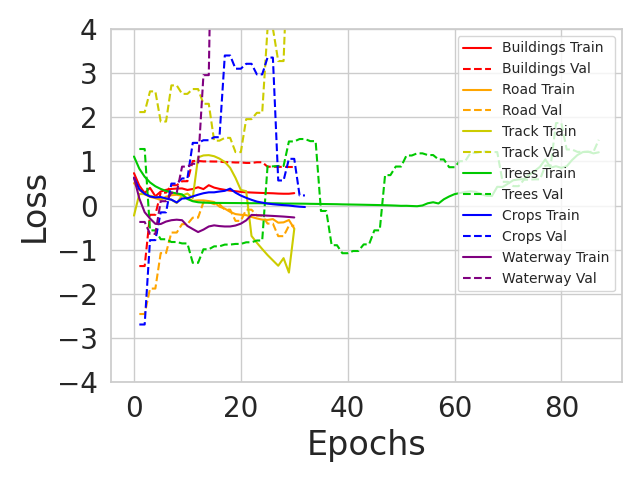 4
3
2
1
0
−1
−2
−3
−4
Loss
0
20
40
60
80
Epochs
Buildings Train
Buildings Val
Road Train
Road Val
Track Train
Track Val
Trees Train
Trees Val
Crops Train
Crops Val
Waterway Train
Waterway Val